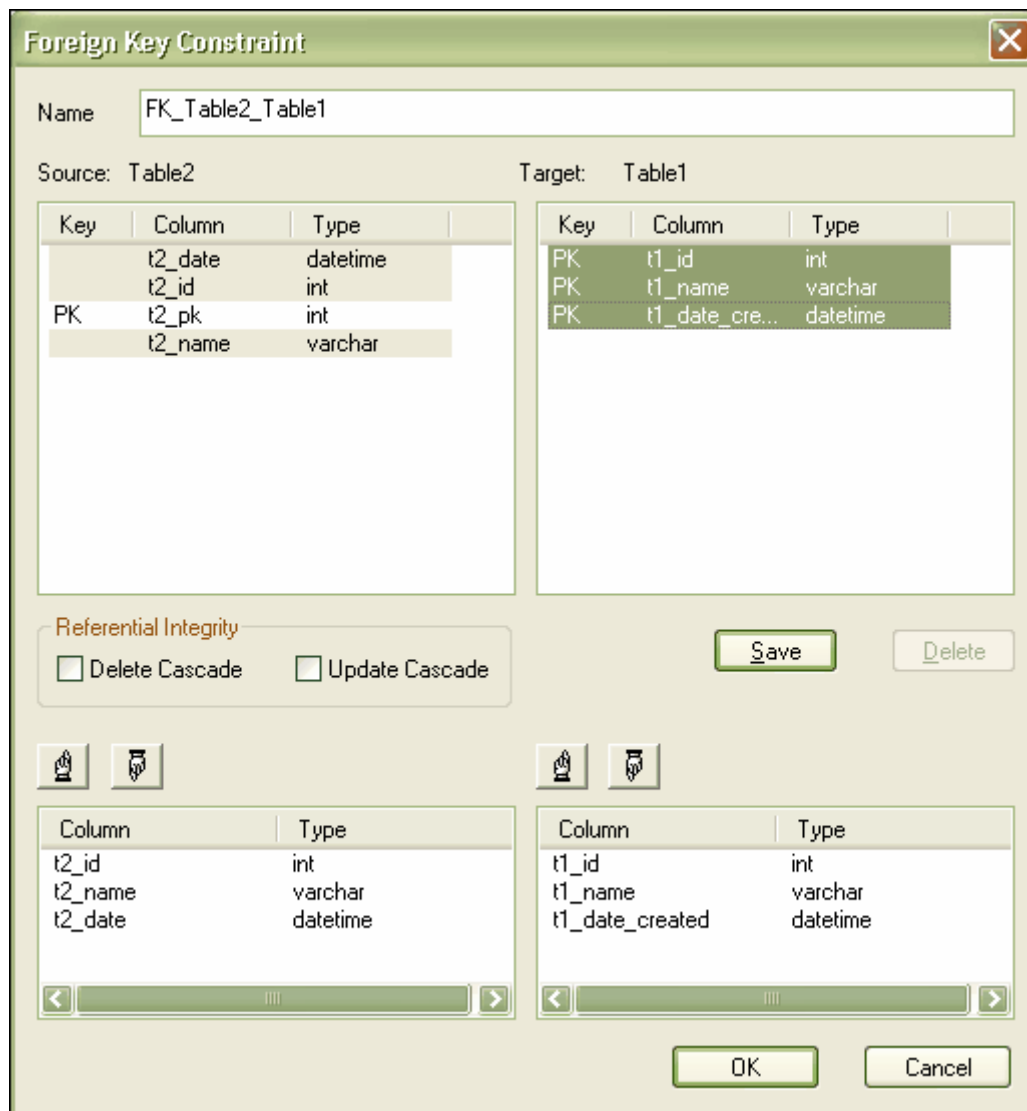 Foreign Key Constraint
Name FK_Table2_Table1
Source: Table2 Target: Table1
Key Column Type Key Column Type
t2_date datetime PK t1_id int
t2_id int PK t1_name varchar
PK t2_pk int PK t1_date_cre... datetime
t2_name varchar
Referential Integrity
Delete Cascade Update Cascade Save Delete
Column Type Column Type
t2_id int t1_id int
t2_name varchar t1_name varchar
t2_date datetime t1_date_created datetime
OK Cancel